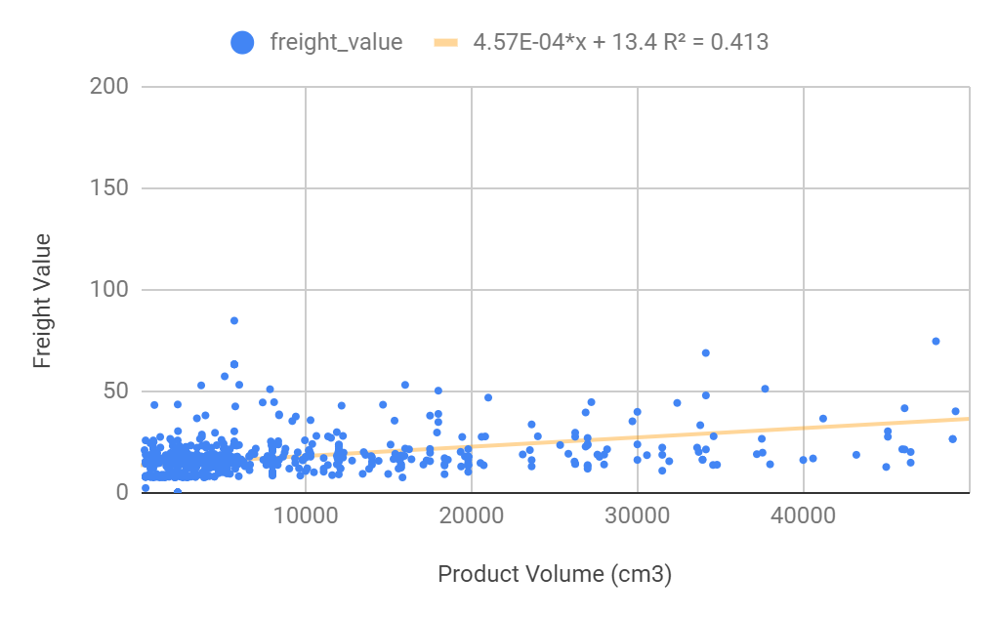 freight_value 4.57E-04*x + 13.4 R² = 0.413
200
150
100
50
0
Freight Value
10000 20000 30000 40000
Product Volume (cm3)